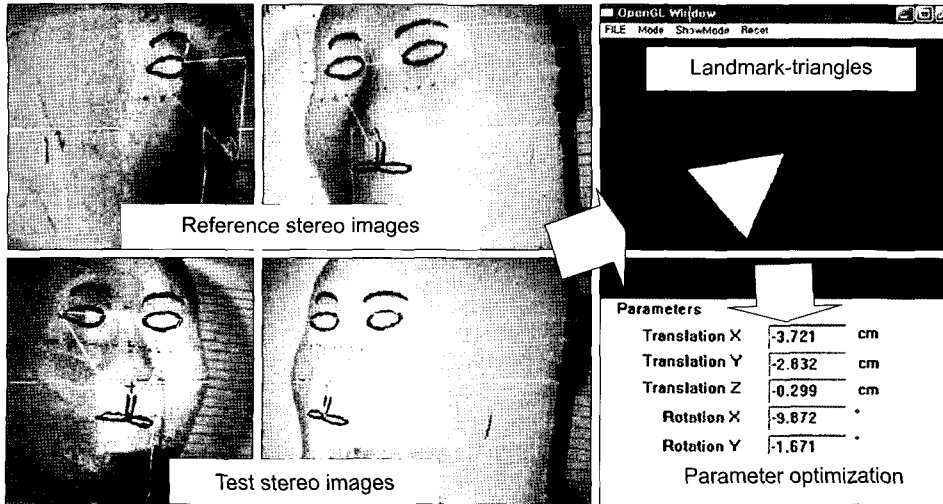 OpenGL Window
FILE Mode ShowMode Reset
Landmark-triangles
Reference stereo images
Parameters
Translation X -3.721 cm
Translation Y -2.832 cm
Translation Z -0.299 cm
Rotation X -9.872 °
Rotation Y -1.671 °
Test stereo images
Parameter optimization